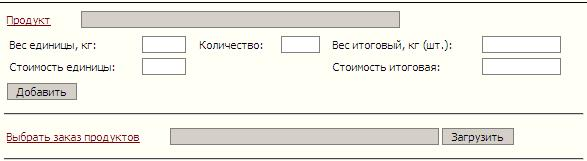 Продукт
Вес единицы, кг: Количество: Вес итоговый, кг (шт.):
Стоимость единицы: Стоимость итоговая:
Добавить
Выбрать заказ продуктов Загрузить